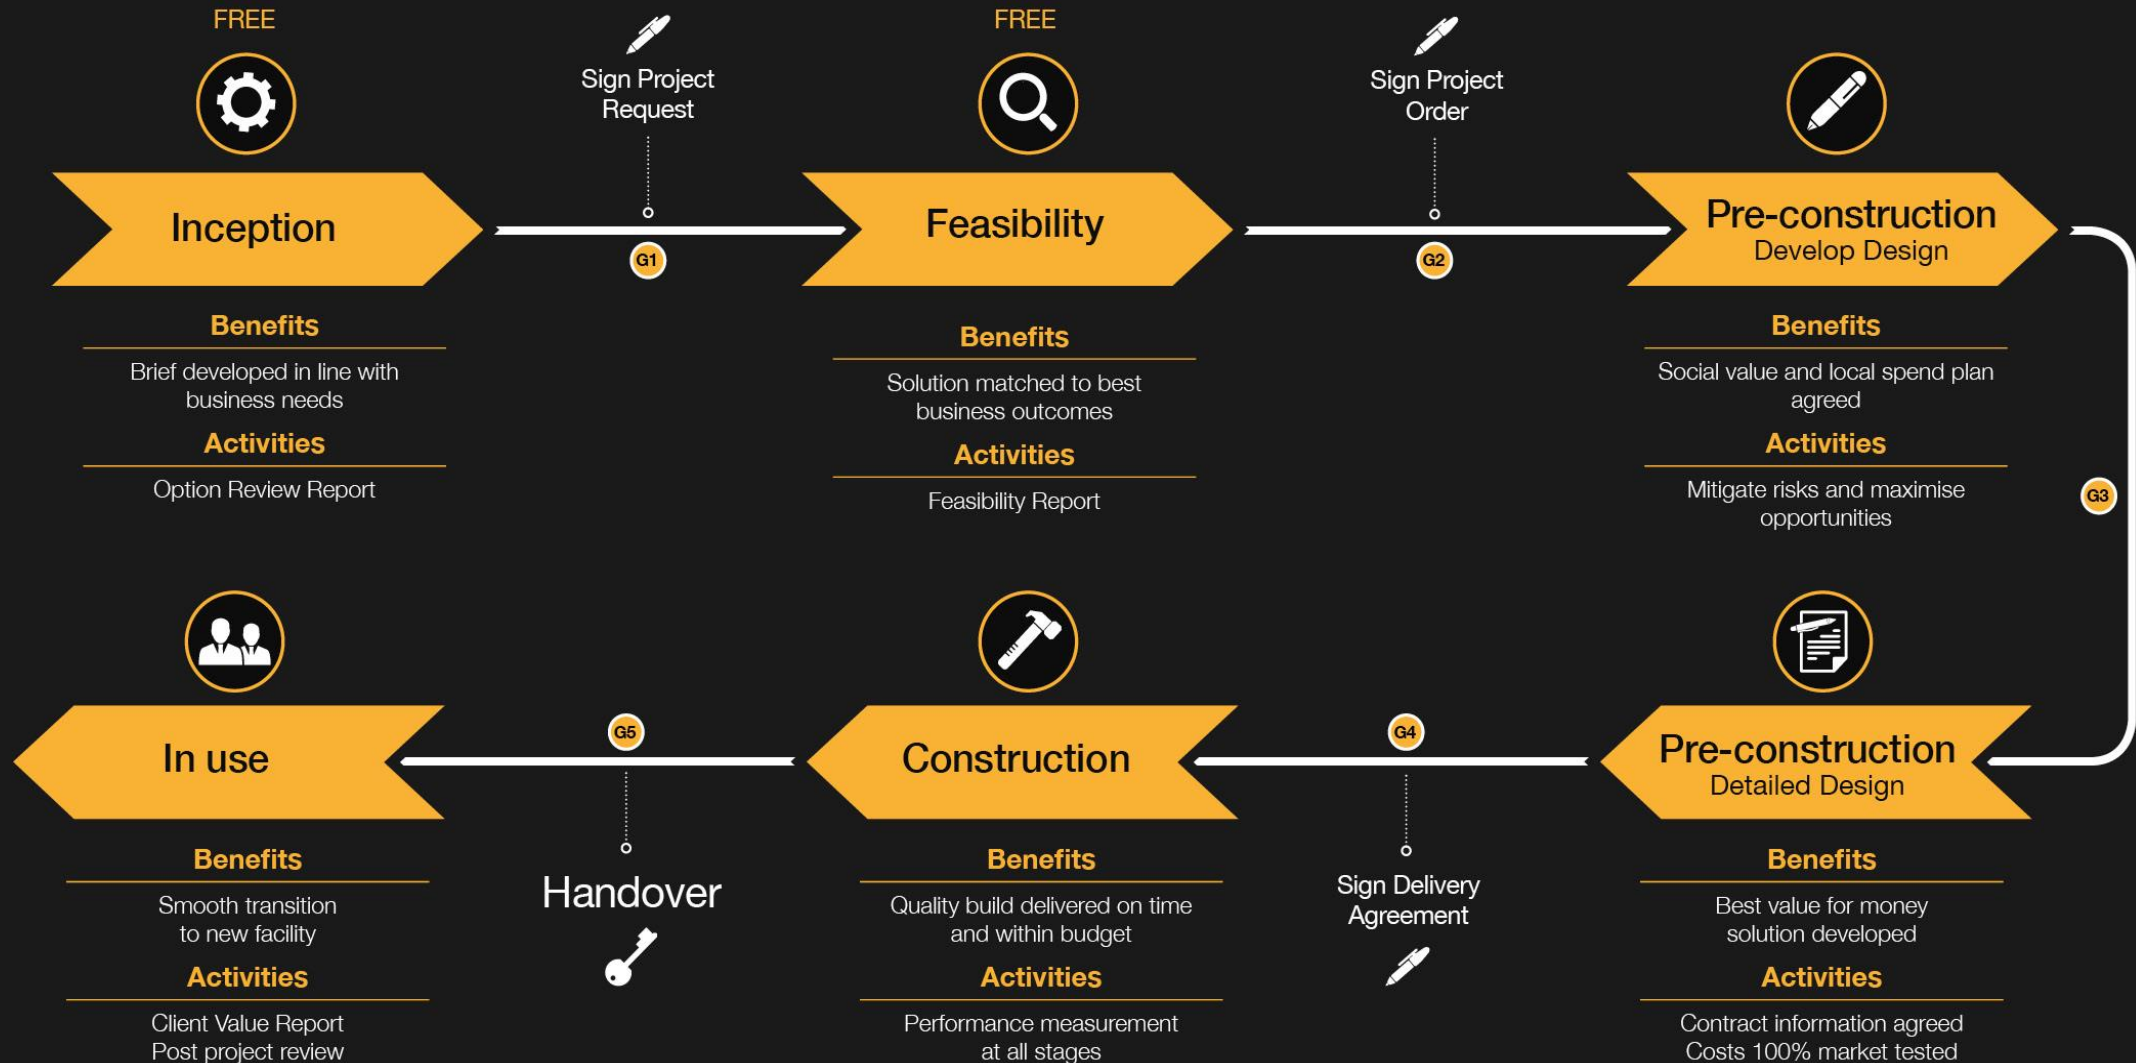 FREE
Inception
Benefits
Brief developed in line with
business needs
Activities
Option Review Report
Sign Project
Request
G1
FREE
Feasibility
Benefits
Solution matched to best
business outcomes
Activities
Feasibility Report
Sign Project
Order
G2
Pre-construction
Develop Design
Benefits
Social value and local spend plan
agreed
Activities
Mitigate risks and maximise
opportunities
G3
Pre-construction
Detailed Design
Benefits
Best value for money
solution developed
Activities
Contract information agreed
Costs 100% market tested
G4
Sign Delivery
Agreement
Construction
Benefits
Quality build delivered on time
and within budget
Activities
Performance measurement
at all stages
G5
Handover
In use
Benefits
Smooth transition
to new facility
Activities
Client Value Report
Post project review